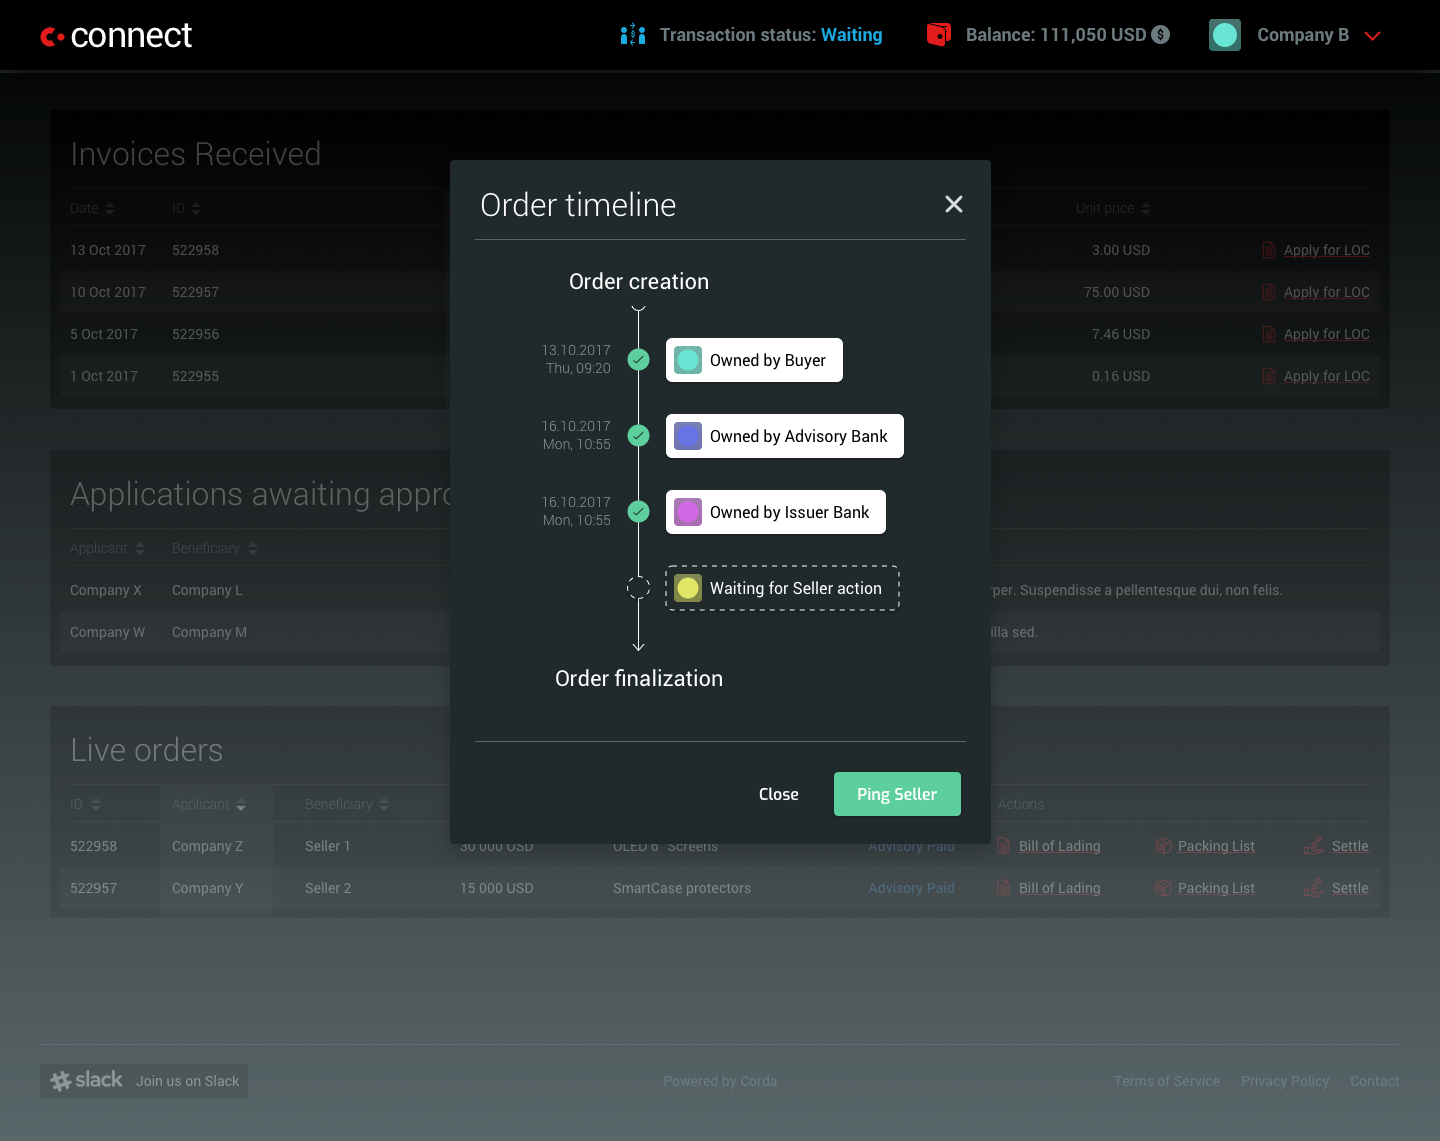 connect
Transaction status: Waiting
Balance: 111,050 USD $
Company B
Invoices Received
Date ID Unit price
13 Oct 2017 522958 3.00 USD Apply for LOC
10 Oct 2017 522957 75.00 USD Apply for LOC
5 Oct 2017 522956 7.46 USD Apply for LOC
1 Oct 2017 522955 0.16 USD Apply for LOC
Applications awaiting
Applicant Beneficiary
Company X Company L Suspendisse a pellentesque dui, non felis.
Company W Company M sed.
Live orders
ID Applicant Beneficiary Actions
522958 Company Z Seller 1 30 000 USD OLED 6" Screens Advisory Paid Bill of Lading Packing List Settle
522957 Company Y Seller 2 15 000 USD SmartCase protectors Advisory Paid Bill of Lading Packing List Settle
Order timeline
Order creation
13.10.2017
Thu, 09:20
Owned by Buyer
16.10.2017
Mon, 10:55
Owned by Advisory Bank
16.10.2017
Mon, 10:55
Owned by Issuer Bank
Waiting for Seller action
Order finalization
Close
Ping Seller
slack Join us on Slack
Powered by Corda
Terms of Service Privacy Policy Contact